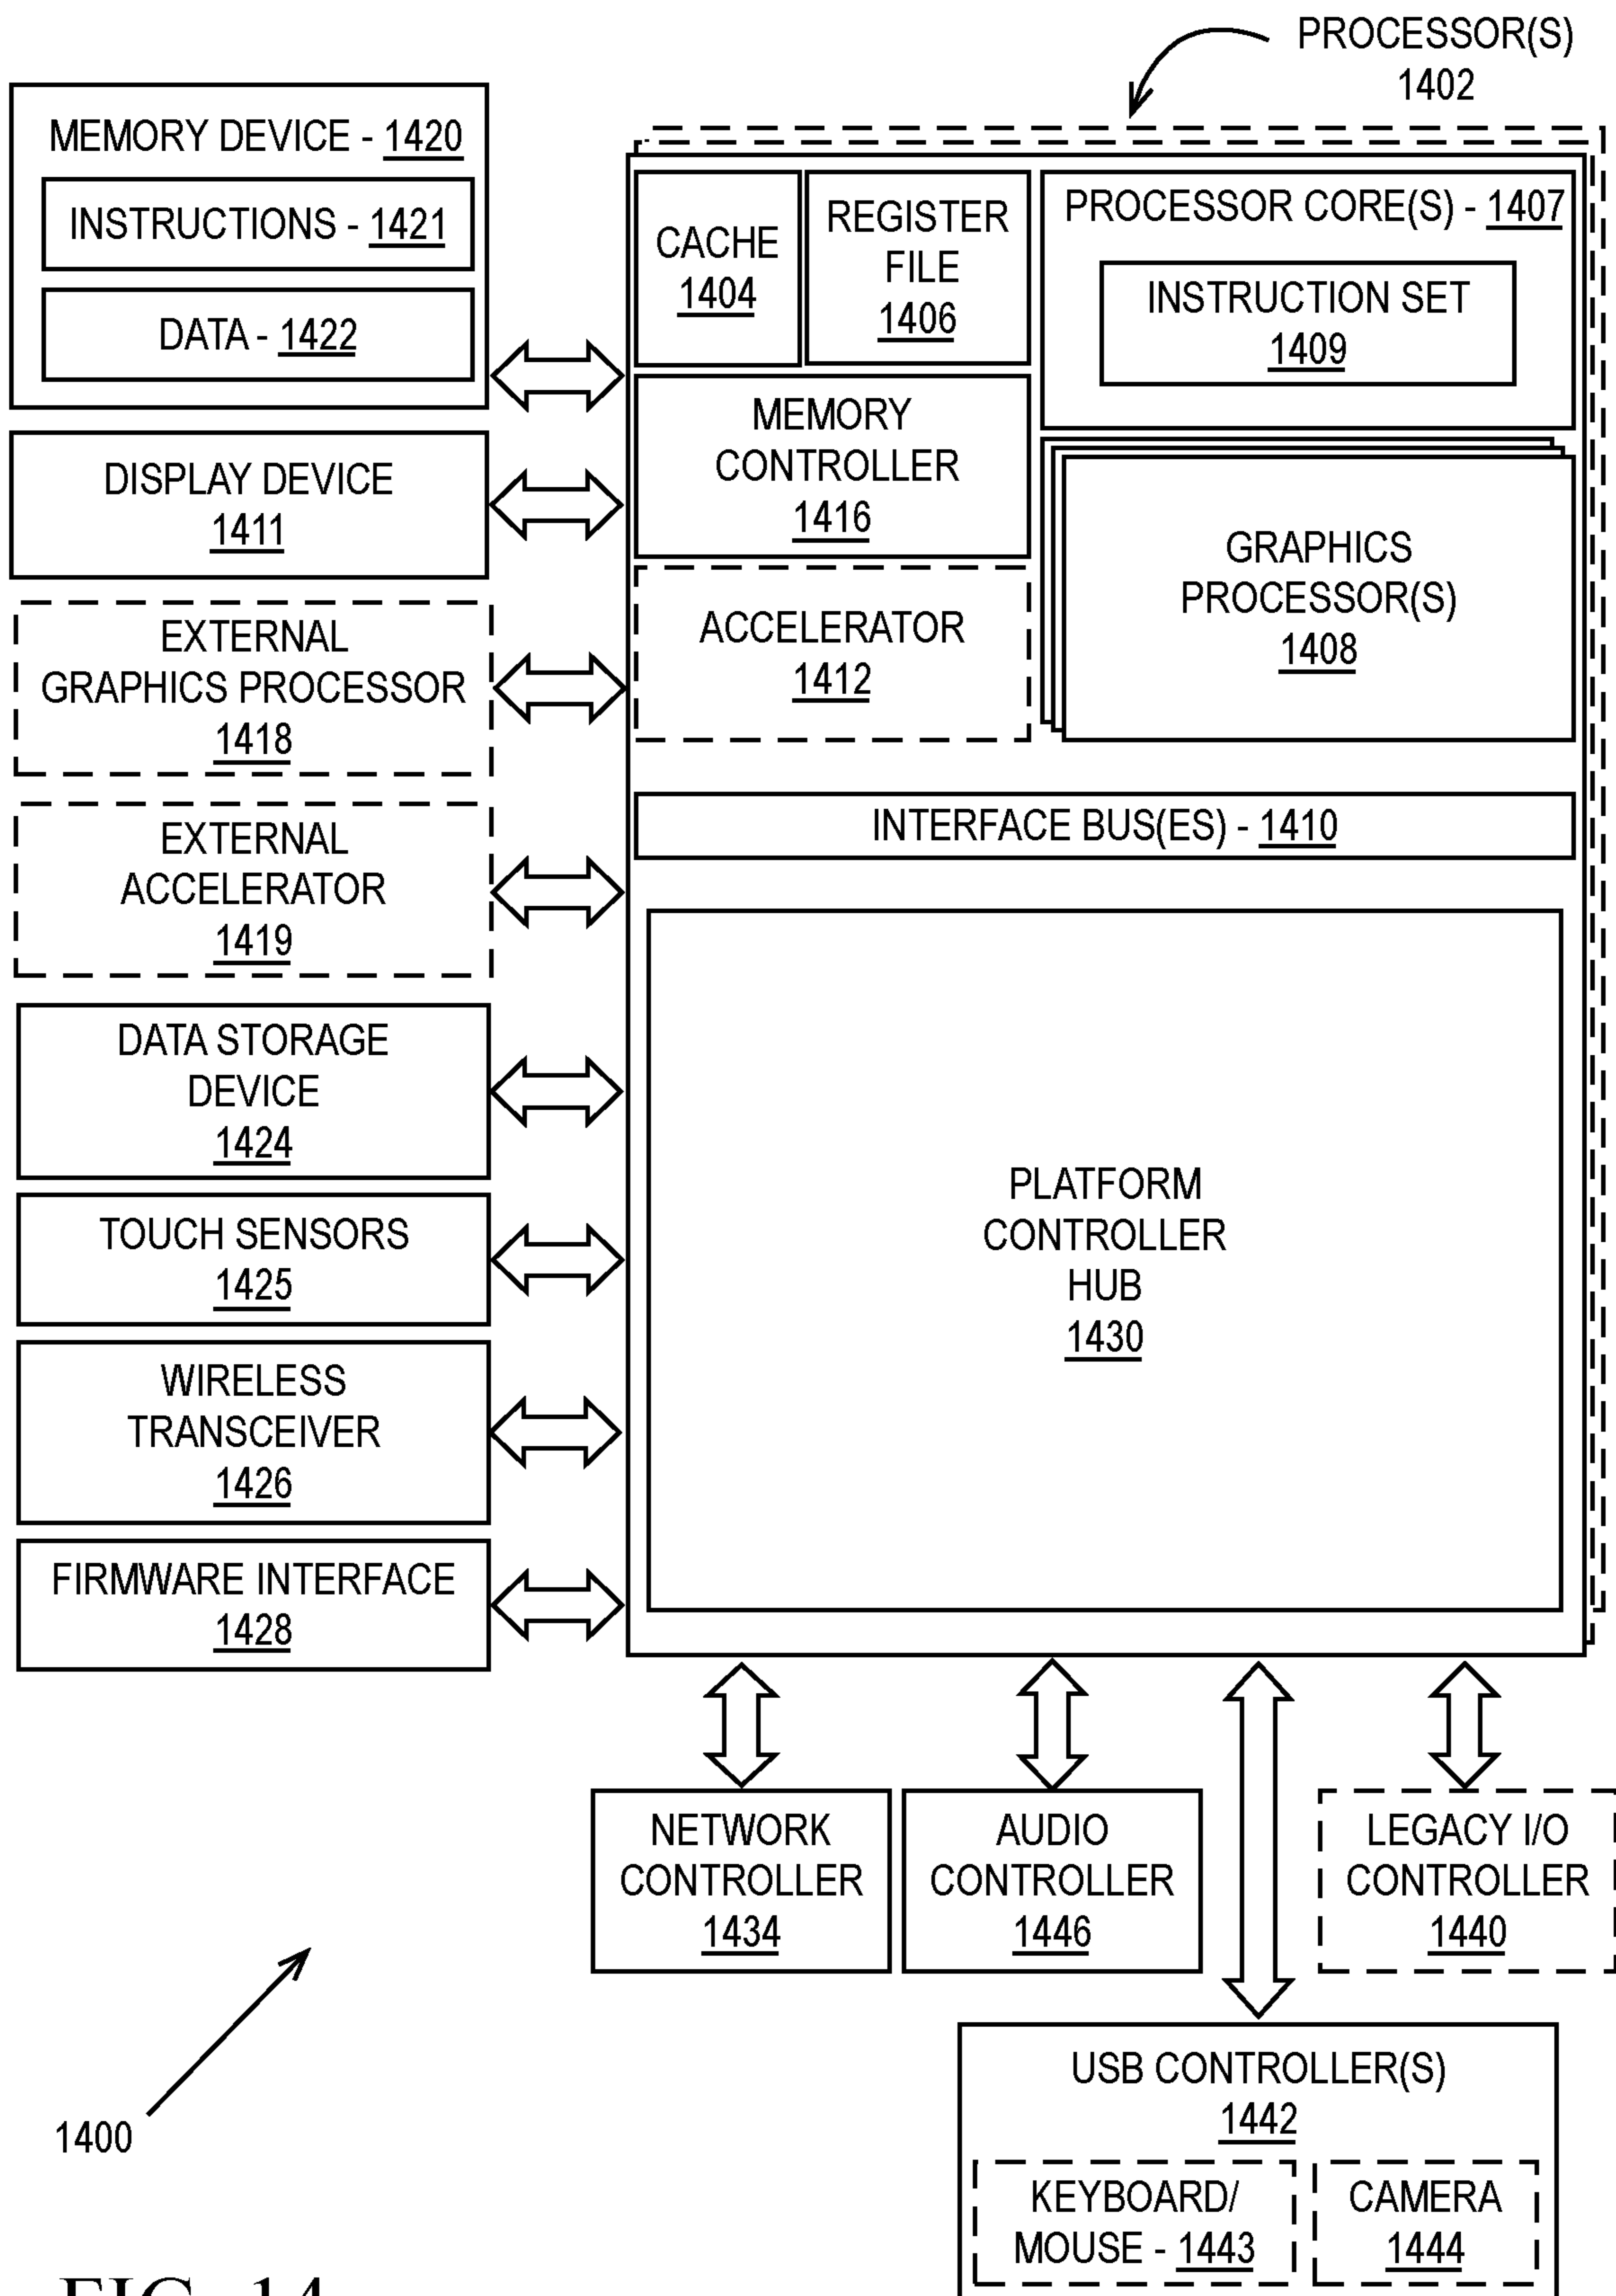 PROCESSOR(S)
1402
MEMORY DEVICE - 1420
INSTRUCTIONS - 1421
DATA - 1422
DISPLAY DEVICE
1411
EXTERNAL
GRAPHICS PROCESSOR
1418
EXTERNAL
ACCELERATOR
1419
DATA STORAGE
DEVICE
1424
TOUCH SENSORS
1425
WIRELESS
TRANSCEIVER
1426
FIRMWARE INTERFACE
1428
CACHE
1404
REGISTER
FILE
1406
PROCESSOR CORE(S) - 1407
INSTRUCTION SET
1409
MEMORY
CONTROLLER
1416
GRAPHICS
PROCESSOR(S)
1408
ACCELERATOR
1412
INTERFACE BUS(ES) - 1410
PLATFORM
CONTROLLER
HUB
1430
NETWORK
CONTROLLER
1434
AUDIO
CONTROLLER
1446
LEGACY I/O
CONTROLLER
1440
USB CONTROLLER(S)
1442
KEYBOARD/
MOUSE - 1443
CAMERA
1444
1400
FIG. 14